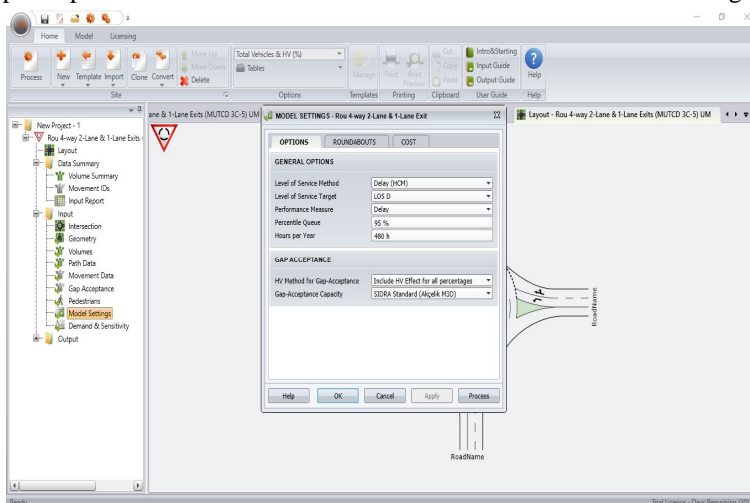 Home Model Licensing
Process New Template Import Clone Convert Move Up Move Down Delete
Site
Total Vehicles & HV (%)
Tables
Options
Manage
Templates
Print Print Preview
Printing
Cut Copy Paste
Clipboard
Intro&Starting
Input Guide
Output Guide
User Guide
Help
Help
New Project - 1
Rou 4-way 2-Lane & 1-Lane Exits
Layout
Data Summary
Volume Summary
Movement IDs
Input Report
Input
Intersection
Geometry
Volumes
Path Data
Movement Data
Gap Acceptance
Pedestrians
Model Settings
Demand & Sensitivity
Output
ane & 1-Lane Exits (MUTCD 3C-5) UM
Layout - Rou 4-way 2-Lane & 1-Lane Exits (MUTCD 3C-5) UM
MODEL SETTINGS - Rou 4-way 2-Lane & 1-Lane Exit
OPTIONS ROUNDABOUTS COST
GENERAL OPTIONS
Level of Service Method Delay (HCM)
Level of Service Target LOS D
Performance Measure Delay
Percentile Queue 95 %
Hours per Year 480 h
GAP ACCEPTANCE
HV Method for Gap-Acceptance Include HV Effect for all percentages
Gap-Acceptance Capacity SIDRA Standard (Akçelik M3D)
Help OK Cancel Apply Process
RoadName
RoadName
Ready